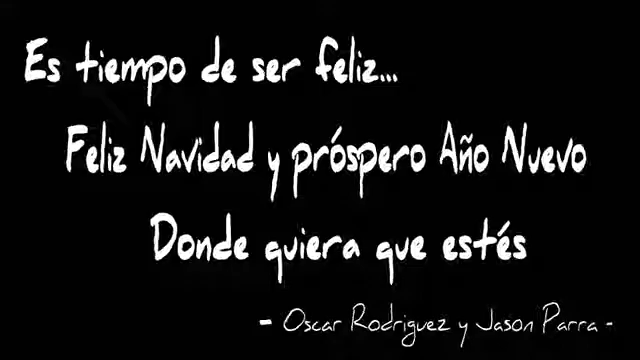 Es tiempo de ser feliz...
Feliz Navidad y próspero Año Nuevo
Donde quiera que estés
- Oscar Rodriguez y Jason Parra -